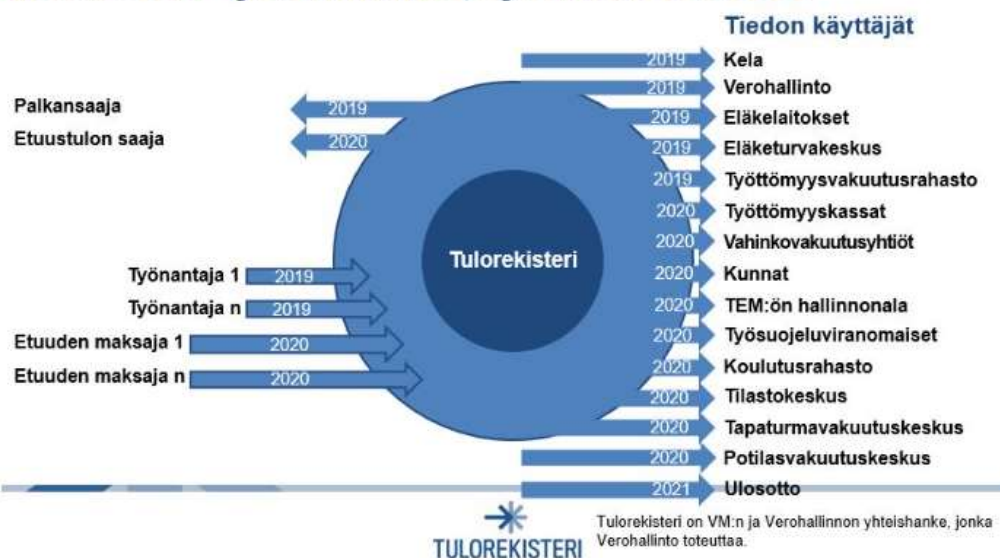 Tiedon käyttäjät
Palkansaaja
2019
Etuustulon saaja
2020
Työnantaja 1
2019
Työnantaja n
2019
Etuuden maksaja 1
2020
Etuuden maksaja n
2020
Tulorekisteri
2019 Kela
2019 Verohallinto
2019 Eläkelaitokset
2019 Eläketurvakeskus
2019 Työttömyysvakuutusrahasto
2020 Työttömyyskassat
2020 Vahinkovakuutusyhtiöt
2020 Kunnat
2020 TEM:ön hallinnonala
2020 Työsuojeluviranomaiset
2020 Koulutusrahasto
2020 Tilastokeskus
2020 Tapaturmavakuutuskeskus
2020 Potilasvakuutuskeskus
2021 Ulosotto
TULOREKISTERI
Tulorekisteri on VM:n ja Verohallinnon yhteishanke, jonka
Verohallinto toteuttaa.